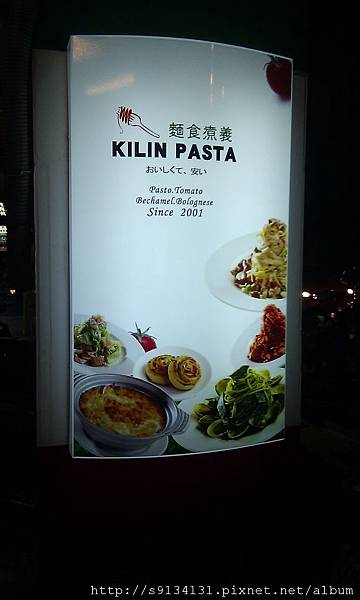 麵食煮義
KILIN PASTA
おいしくて、安い
Pasto.Tomato
Bechamel.Bolognese
Since 2001
http://s9134131.pixnet.net/album